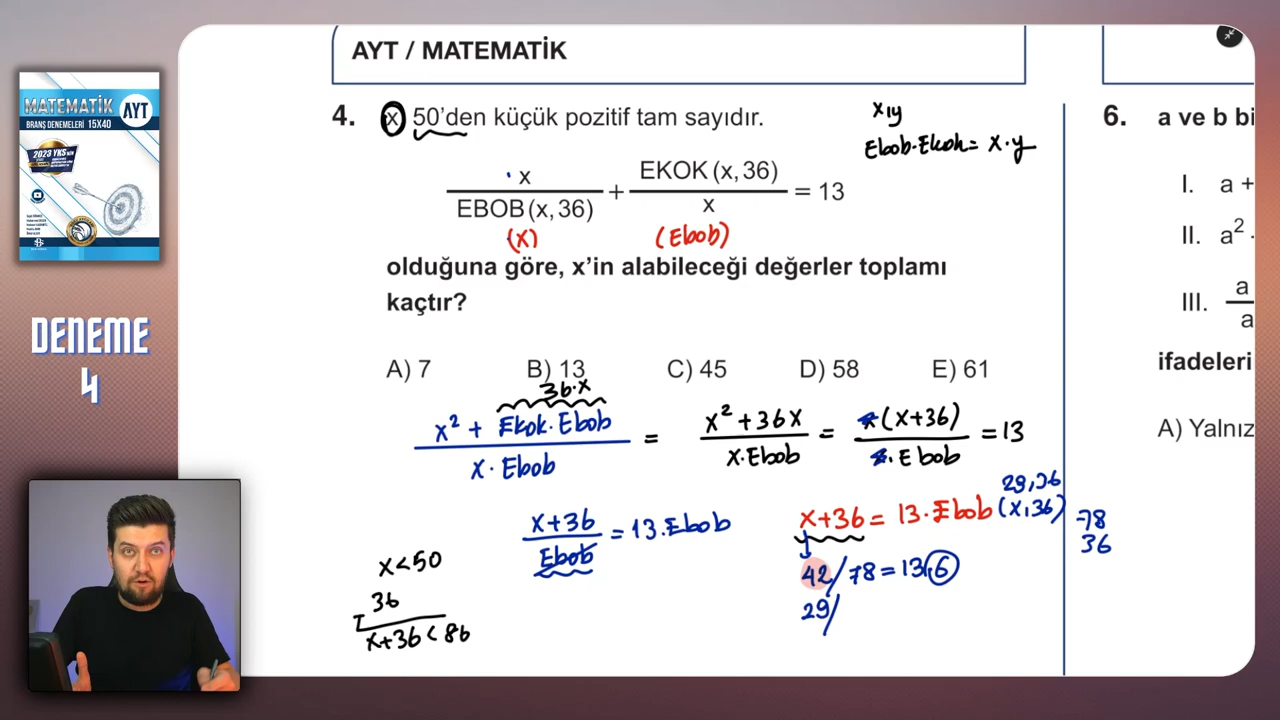 MATEMATİK AYT
BRANŞ DENEMELERİ 15X40
2023 YKS'NİN
DENEME
4
AYT / MATEMATİK
4. x 50'den küçük pozitif tam sayıdır.
x / EBOB (x, 36) + EKOK (x, 36) / x = 13
(x) (Ebob)
x, y
Ebob.Ekok = x.y
olduğuna göre, x'in alabileceği değerler toplamı
kaçtır?
A) 7 B) 13 C) 45 D) 58 E) 61
36.x
x² + Ekok.Ebob / x.Ebob = x² + 36x / x.Ebob = x(x+36) / x.Ebob = 13
x+36 / Ebob = 13.Ebob
x+36 = 13.Ebob (x,36)
29,36
78
36
42/78 = 13.6
29/
x<50
36
x+36 < 86
6. a ve b bi
I. a +
II. a² .
III. a / a
ifadeleri
A) Yalnız